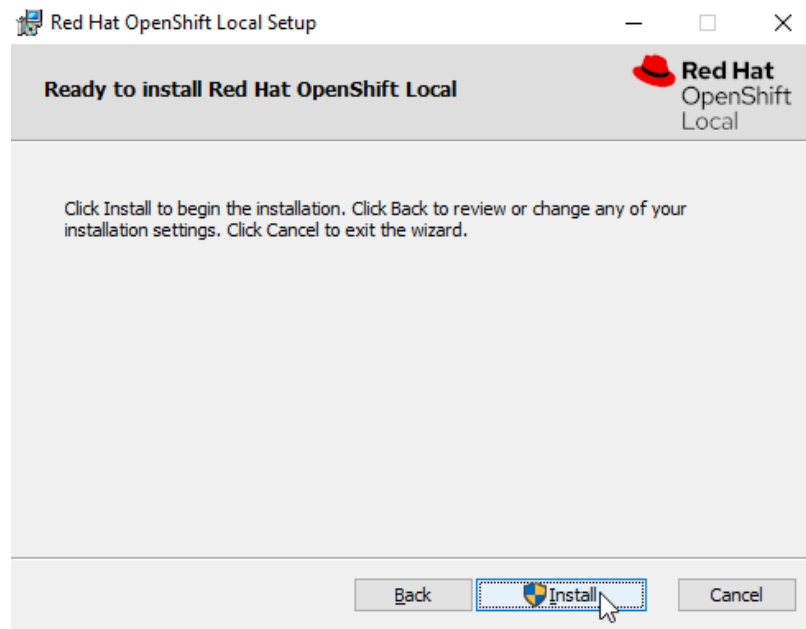 Red Hat OpenShift Local Setup
Ready to install Red Hat OpenShift Local
Red Hat
OpenShift
Local
Click Install to begin the installation. Click Back to review or change any of your
installation settings. Click Cancel to exit the wizard.
Back
Install
Cancel